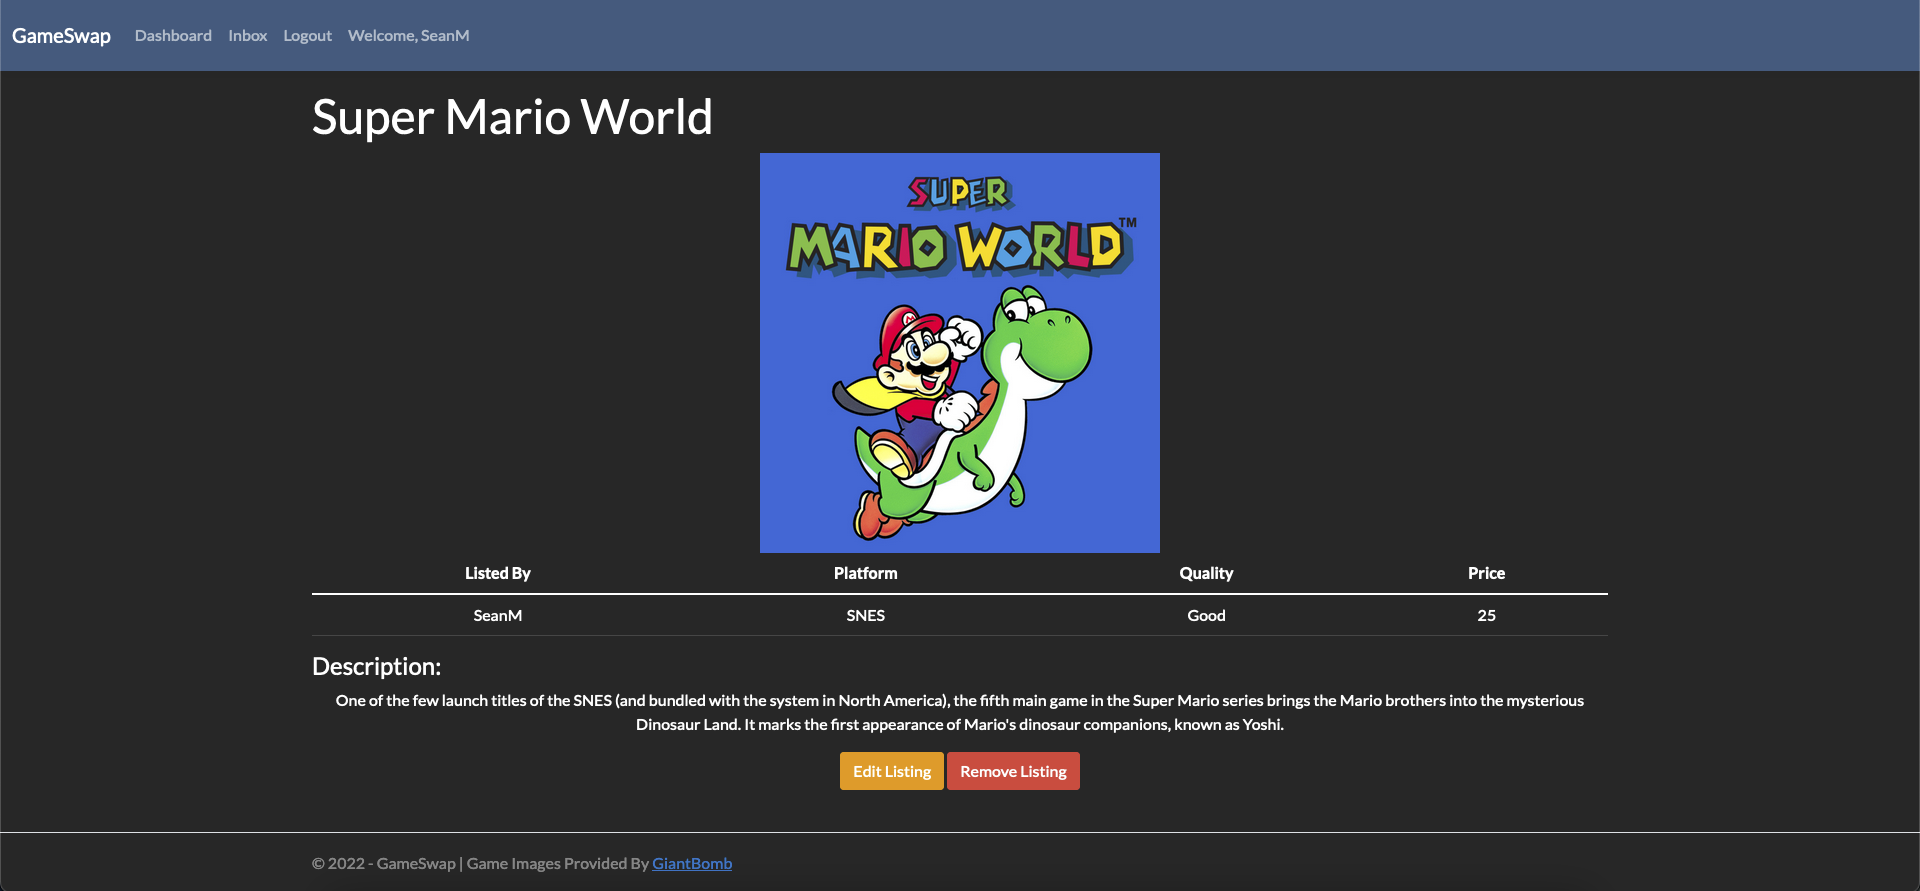 GameSwap Dashboard Inbox Logout Welcome, SeanM
Super Mario World
SUPER
MARIO WORLD™
M
Listed By Platform Quality Price
SeanM SNES Good 25
Description:
One of the few launch titles of the SNES (and bundled with the system in North America), the fifth main game in the Super Mario series brings the Mario brothers into the mysterious
Dinosaur Land. It marks the first appearance of Mario's dinosaur companions, known as Yoshi.
Edit Listing Remove Listing
© 2022 - GameSwap | Game Images Provided By GiantBomb